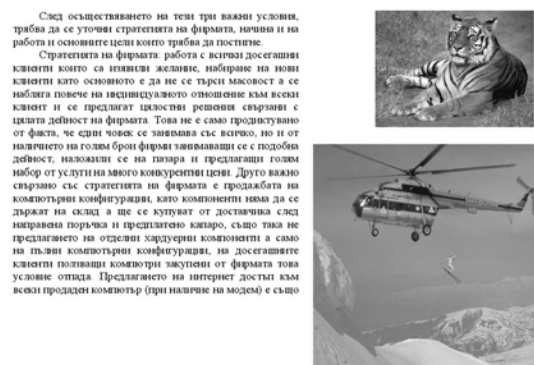 След осъществяването на тези три важни условия,
трябва да се уточни стратегията на фирмата, начина и на
работа и основните цели които трябва да постигне.
Стратегията на фирмата: работа с всички досегашни
клиенти които са изявили желание, набиране на нови
клиенти като основното е да не се търси масовост а се
набляга повече на индивидуалното отношение към всеки
клиент и се предлагат цялостни решения свързани с
цялата дейност на фирмата. Това не е само продиктувано
от факта, че един човек се занимава със всичко, но и от
наличието на голям брои фирми занимаващи се с подобна
дейност, наложили се на пазара и предлагащи голям
набор от услуги на много конкурентни цени. Друго важно
свързано със стратегията на фирмата е продажбата на
компютърни конфигурации, като компоненти няма да се
държат на склад а ще се купуват от доставчика след
направена поръчка и предплатено капаро, също така не
предлагането на отделни хардуерни компоненти а само
на пълни компютърни конфигурации, на досегашните
клиенти ползващи компютри закупени от фирмата това
условие отпада. Предлагането на интернет достъп към
всеки продаден компютър (при наличие на модем) е също